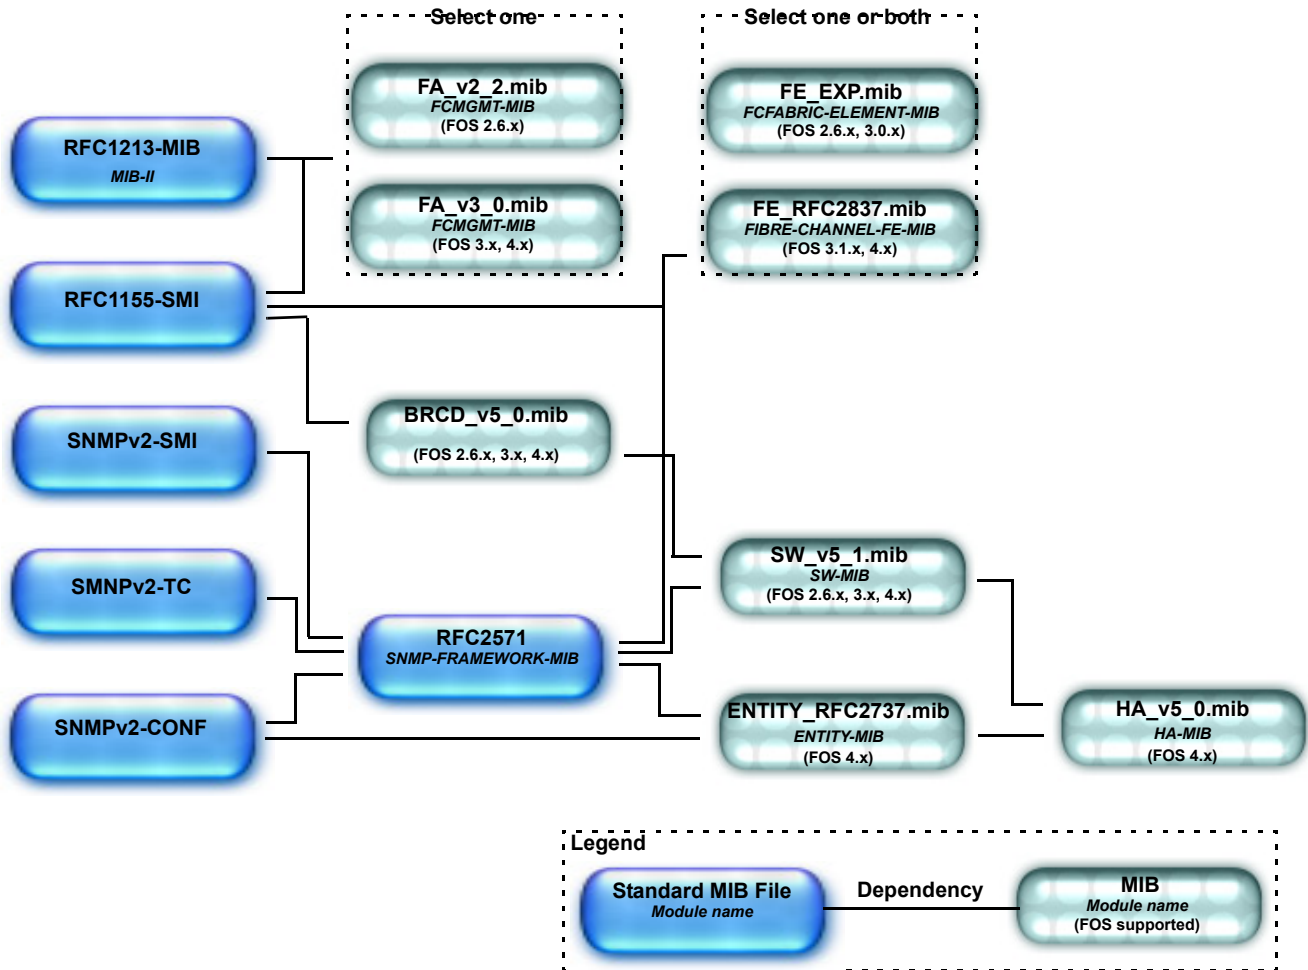 Select one
Select one or both
FA_v2_2.mib
FCMGMT-MIB
(FOS 2.6.x)
FE_EXP.mib
FCFABRIC-ELEMENT-MIB
(FOS 2.6.x, 3.0.x)
RFC1213-MIB
MIB-II
FA_v3_0.mib
FCMGMT-MIB
(FOS 3.x, 4.x)
FE_RFC2837.mib
FIBRE-CHANNEL-FE-MIB
(FOS 3.1.x, 4.x)
RFC1155-SMI
BRCD_v5_0.mib
(FOS 2.6.x, 3.x, 4.x)
SNMPv2-SMI
SW_v5_1.mib
SW-MIB
(FOS 2.6.x, 3.x, 4.x)
SMNPv2-TC
RFC2571
SNMP-FRAMEWORK-MIB
SNMPv2-CONF
ENTITY_RFC2737.mib
ENTITY-MIB
(FOS 4.x)
HA_v5_0.mib
HA-MIB
(FOS 4.x)
Legend
Standard MIB File
Module name
Dependency
MIB
Module name
(FOS supported)